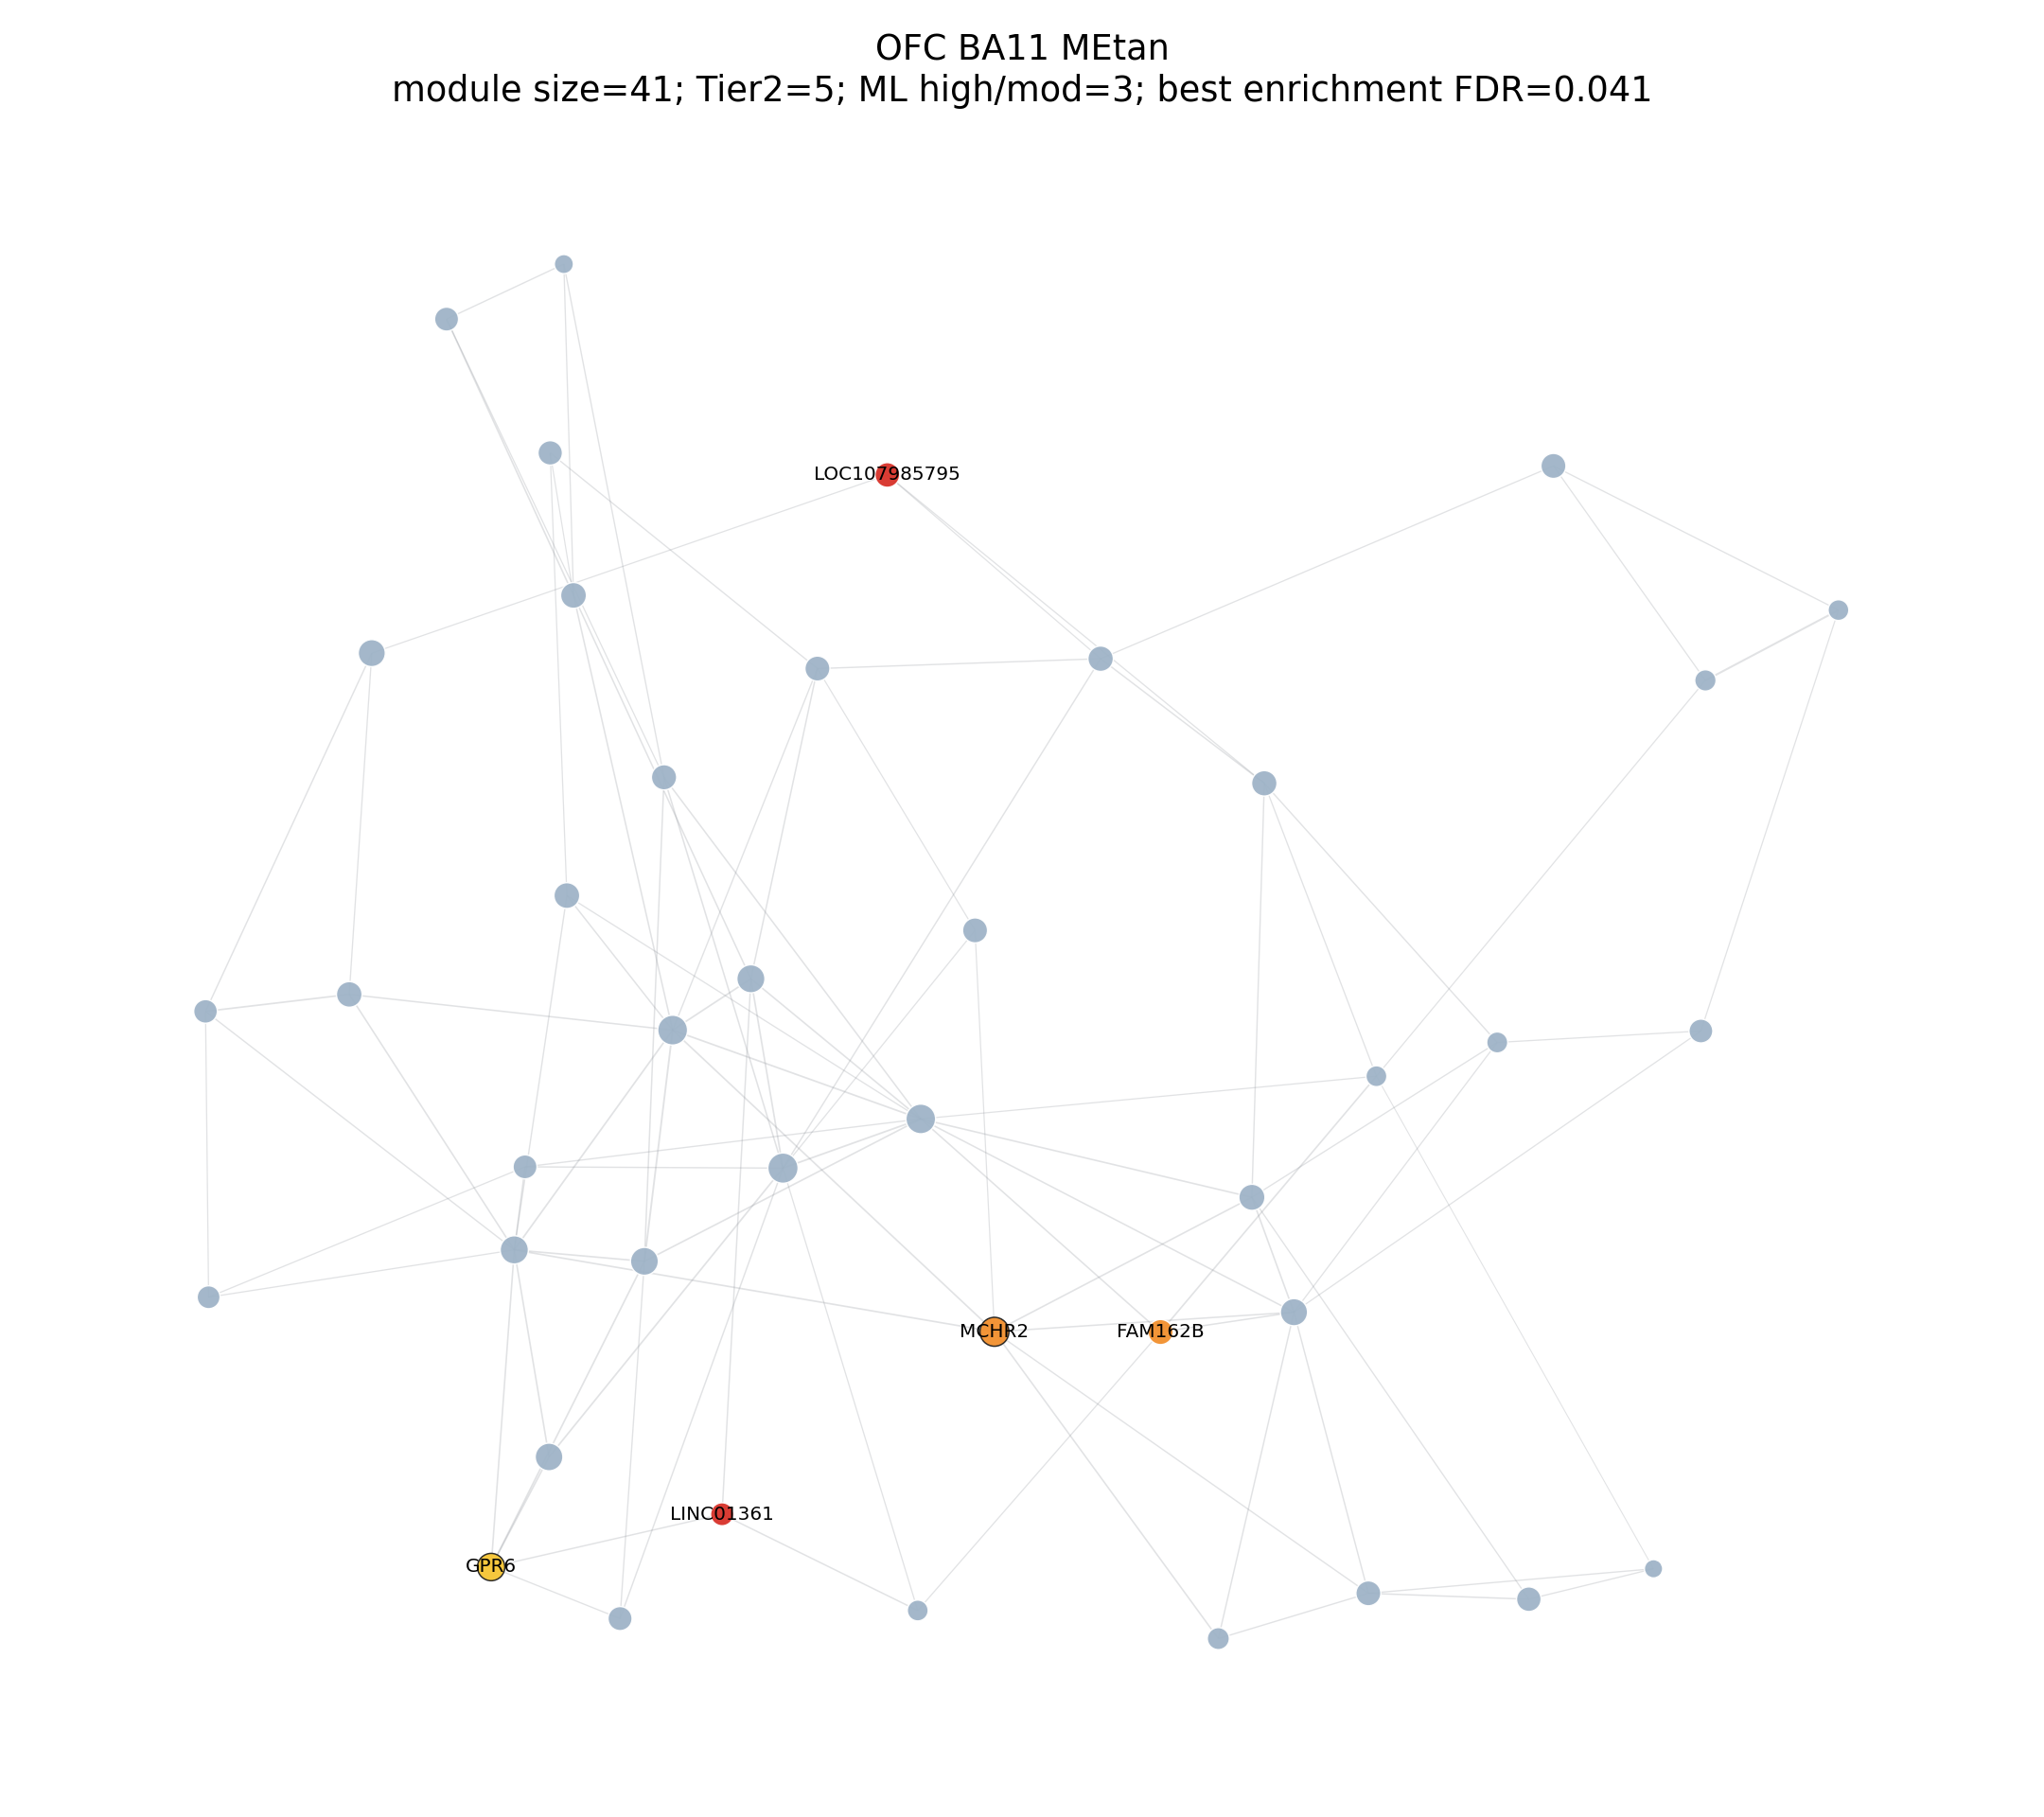 OFC BA11 MEtan
module size=41; Tier2=5; ML high/mod=3; best enrichment FDR=0.041
LOC107985795
MCHR2
FAM162B
LINC01361
GPR6